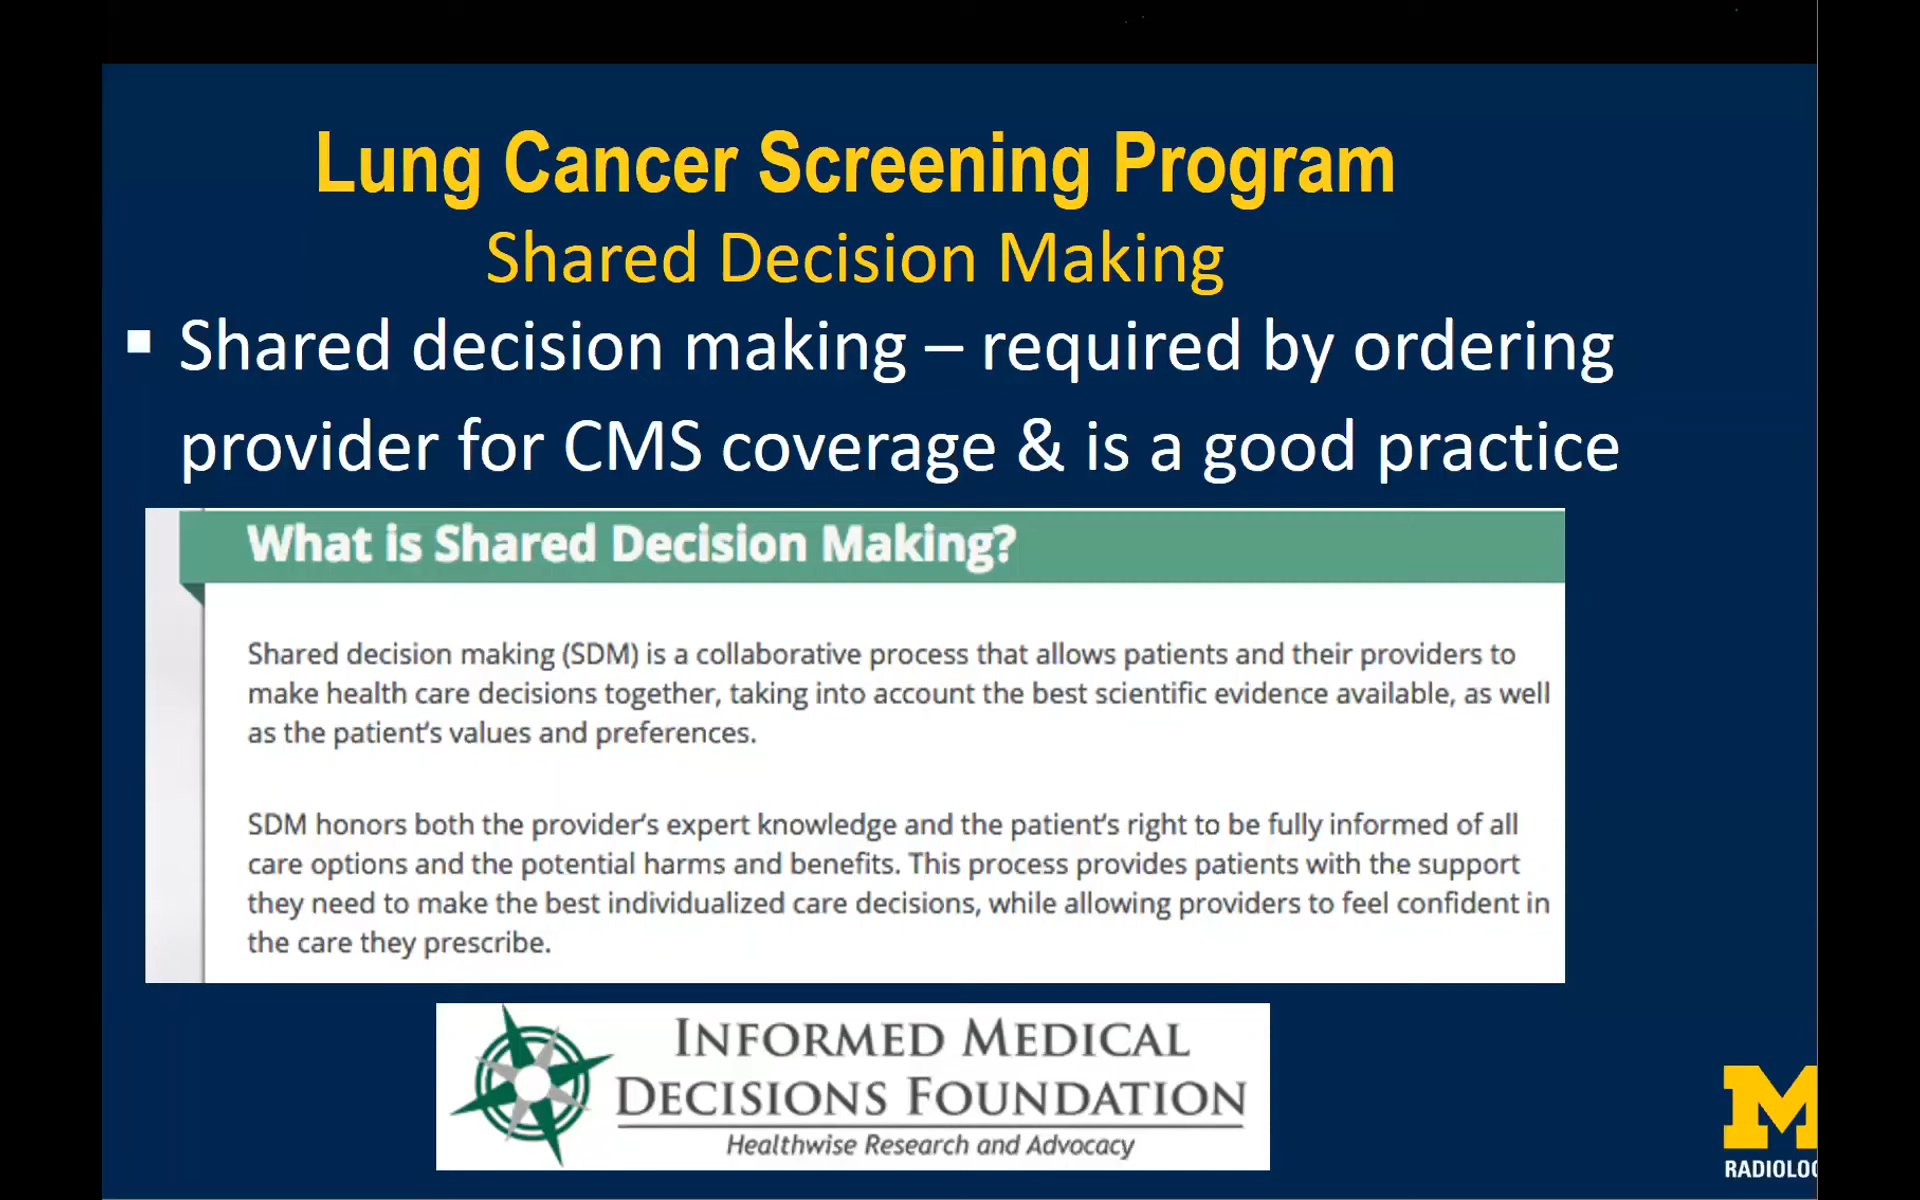 Lung Cancer Screening Program
Shared Decision Making
▪ Shared decision making – required by ordering
provider for CMS coverage & is a good practice
What is Shared Decision Making?
Shared decision making (SDM) is a collaborative process that allows patients and their providers to
make health care decisions together, taking into account the best scientific evidence available, as well
as the patient's values and preferences.
SDM honors both the provider's expert knowledge and the patient's right to be fully informed of all
care options and the potential harms and benefits. This process provides patients with the support
they need to make the best individualized care decisions, while allowing providers to feel confident in
the care they prescribe.
INFORMED MEDICAL
DECISIONS FOUNDATION
Healthwise Research and Advocacy
M